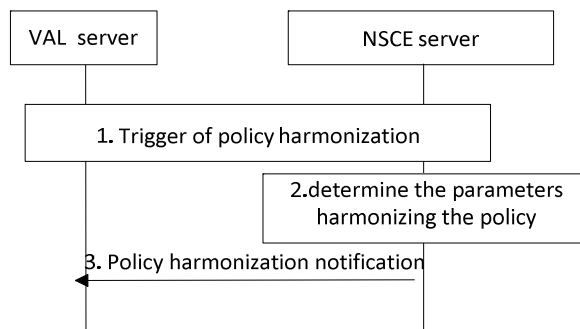 VAL server
NSCE server
1. Trigger of policy harmonization
2.determine the parameters
harmonizing the policy
3. Policy harmonization notification